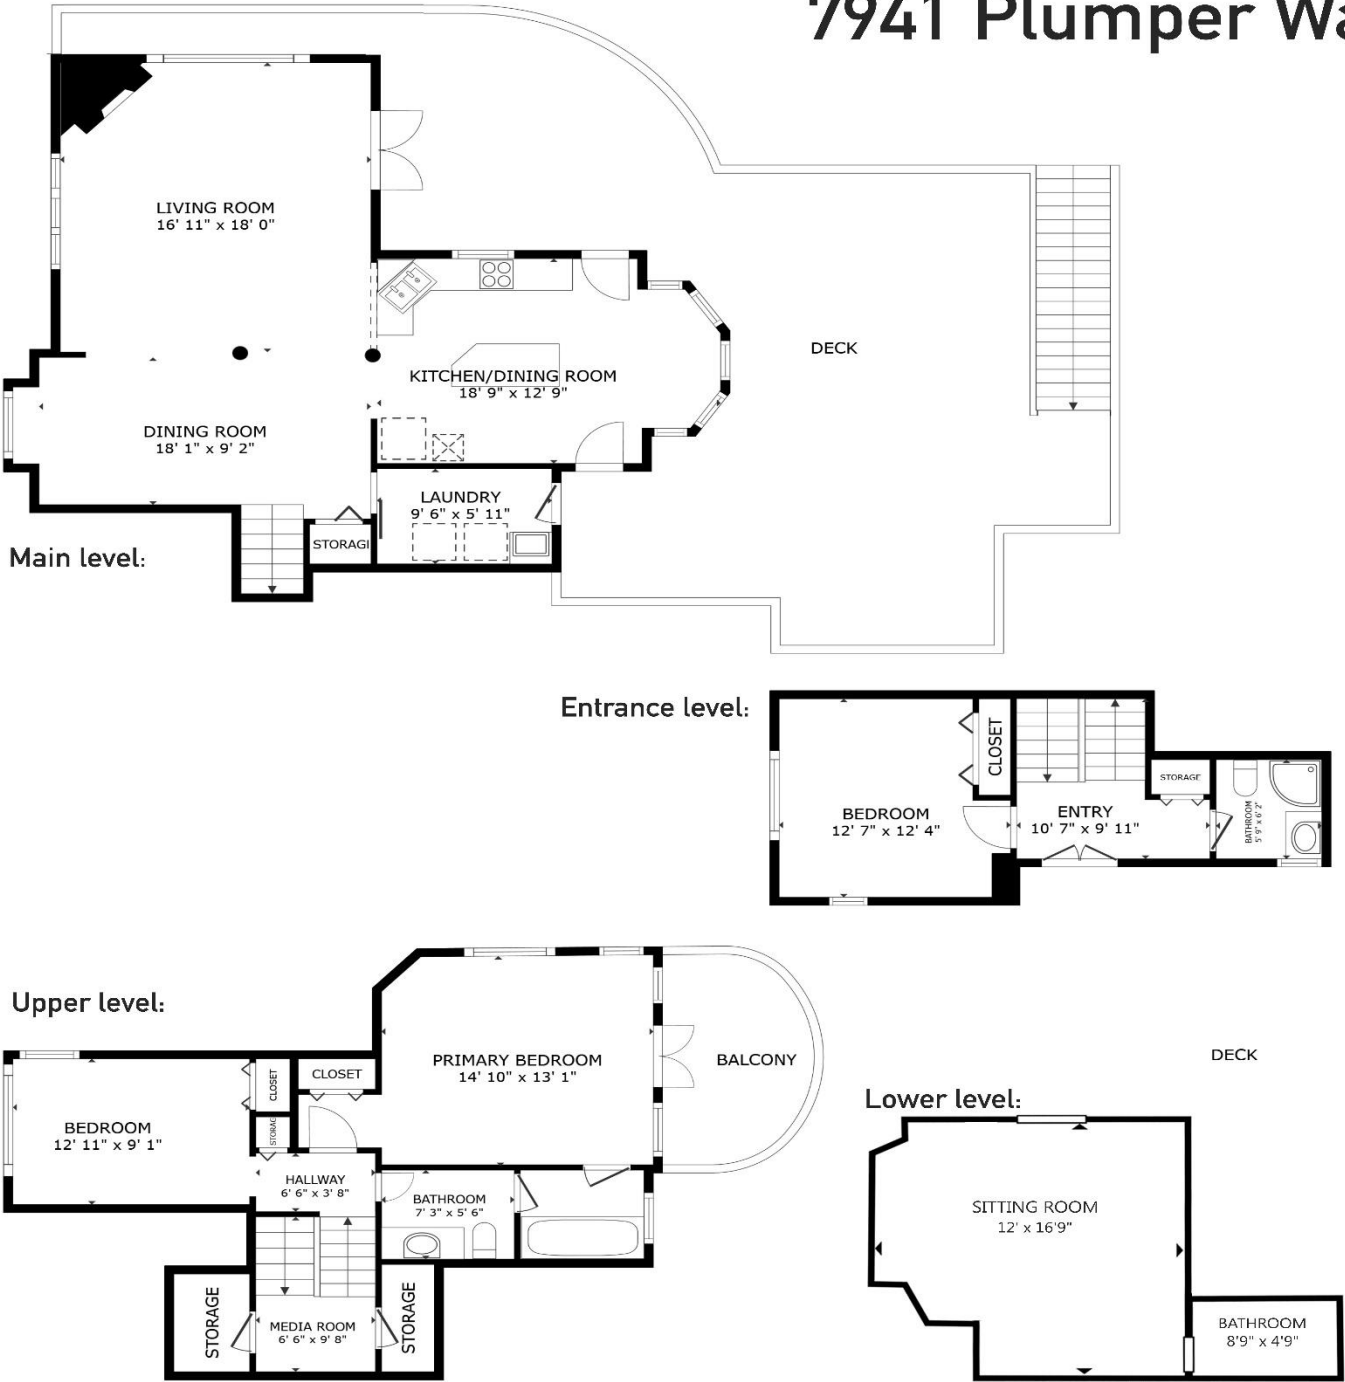 7941 Plumper Wa
LIVING ROOM
16' 11" x 18' 0"
DECK
KITCHEN/DINING ROOM
18' 9" x 12' 9"
DINING ROOM
18' 1" x 9' 2"
LAUNDRY
9' 6" x 5' 11"
STORAGI
Main level:
Entrance level:
CLOSET
BEDROOM
12' 7" x 12' 4"
ENTRY
10' 7" x 9' 11"
STORAGE
BATHROOM
5' 9" x 6' 2"
Upper level:
PRIMARY BEDROOM
14' 10" x 13' 1"
BALCONY
CLOSET
CLOSET
STORAG
BEDROOM
12' 11" x 9' 1"
HALLWAY
6' 6" x 3' 8"
BATHROOM
7' 3" x 5' 6"
STORAGE
MEDIA ROOM
6' 6" x 9' 8"
STORAGE
DECK
Lower level:
SITTING ROOM
12' x 16'9"
BATHROOM
8'9" x 4'9"